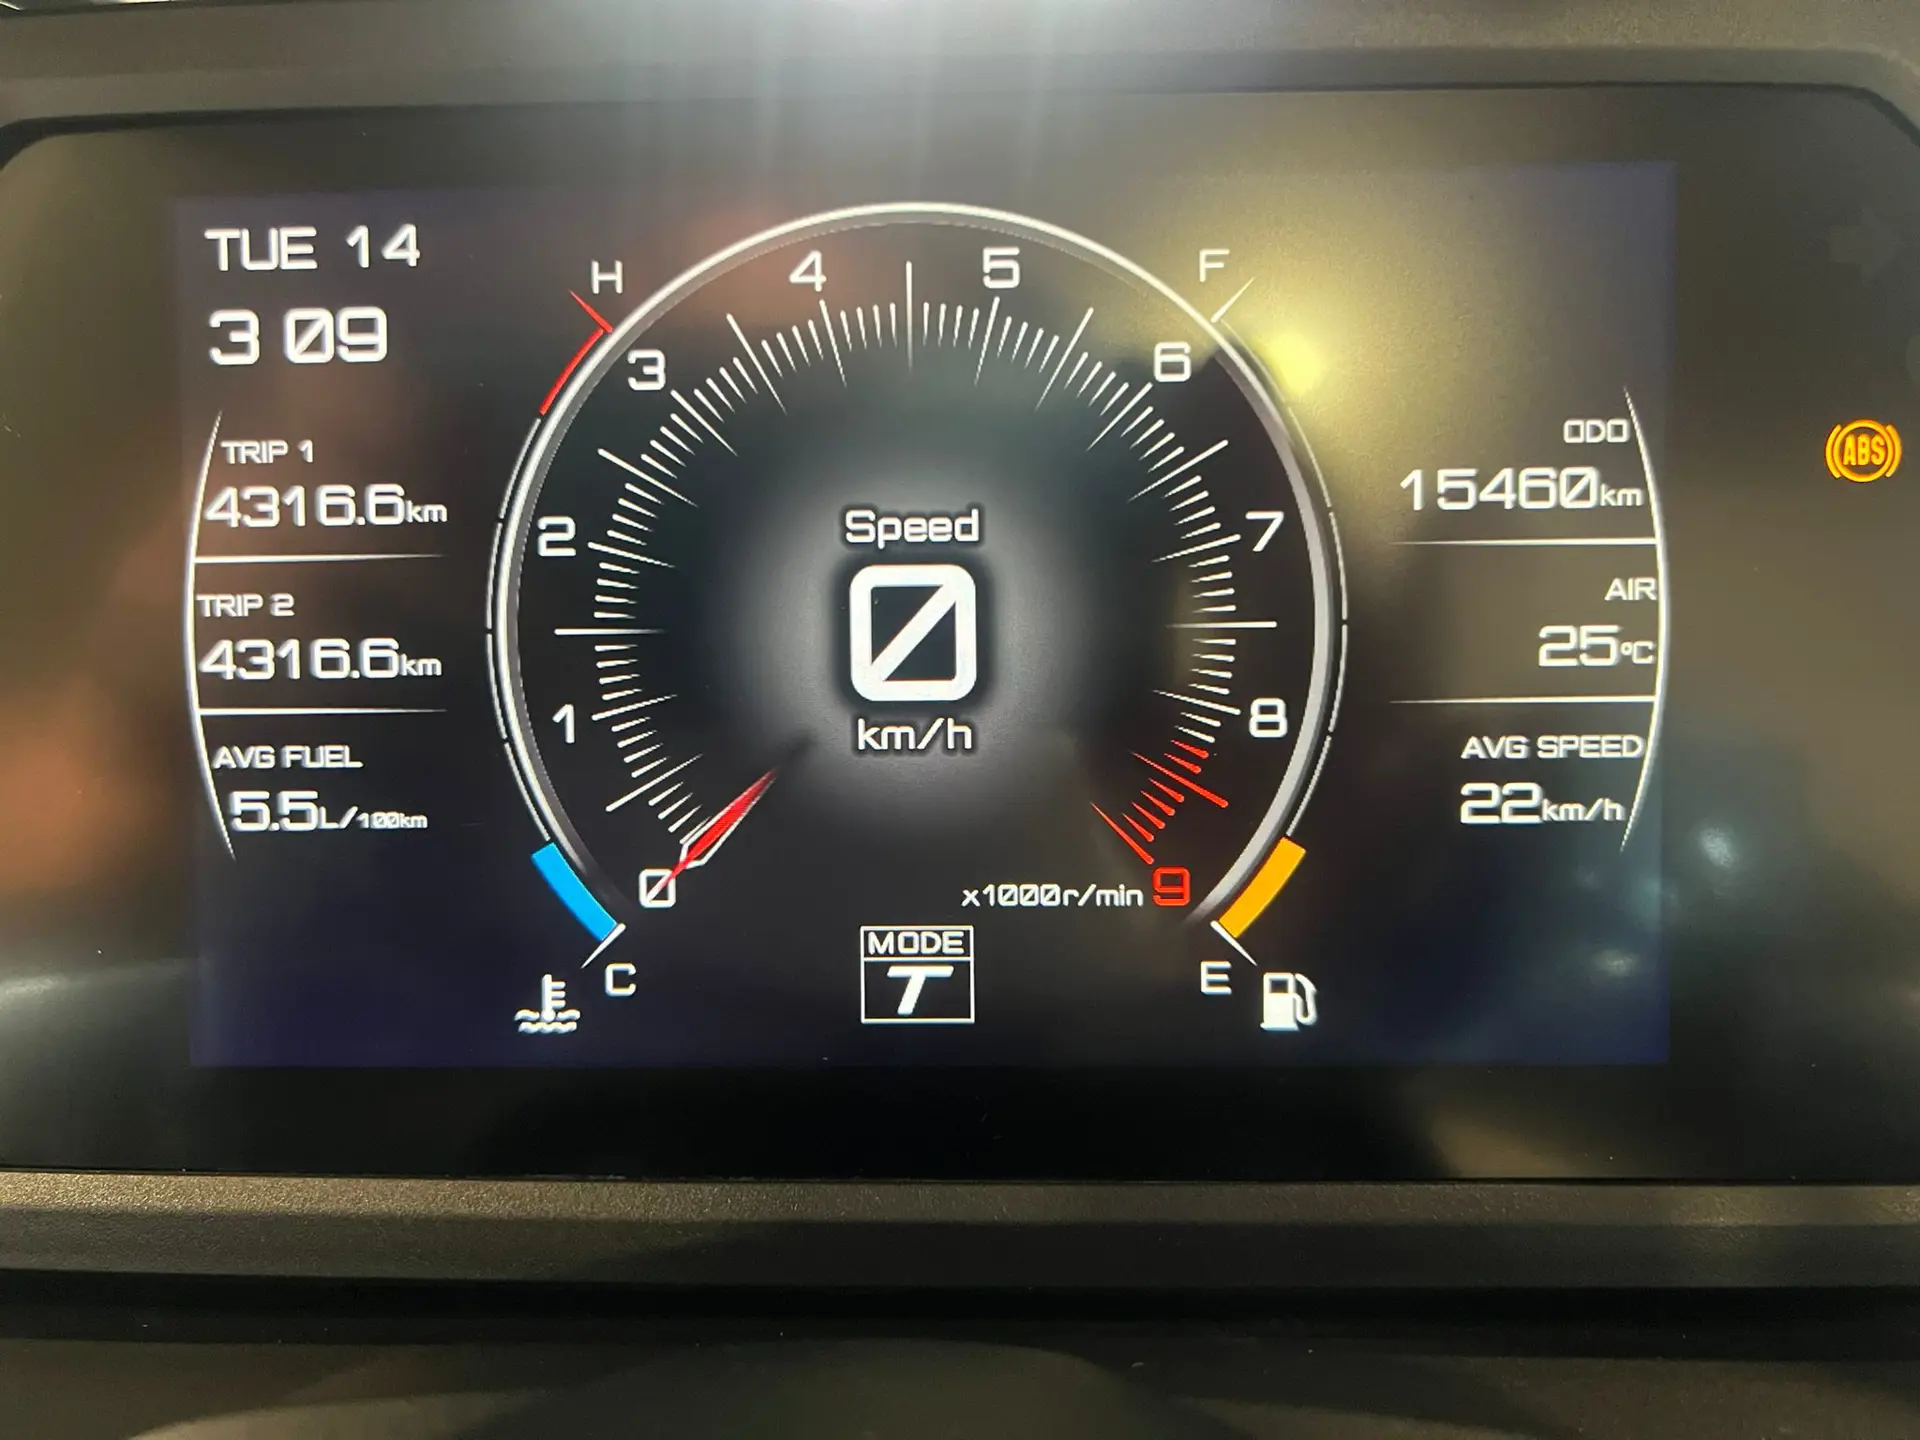 TUE 14
3 09
TRIP 1
4316.6km
TRIP 2
4316.6km
AVG FUEL
5.5L/100km
H
C
0
1
2
3
4
5
6
7
8
9
x1000r/min
F
E
Speed
0
km/h
MODE
T
ODO
15460km
AIR
25°C
AVG SPEED
22km/h
ABS